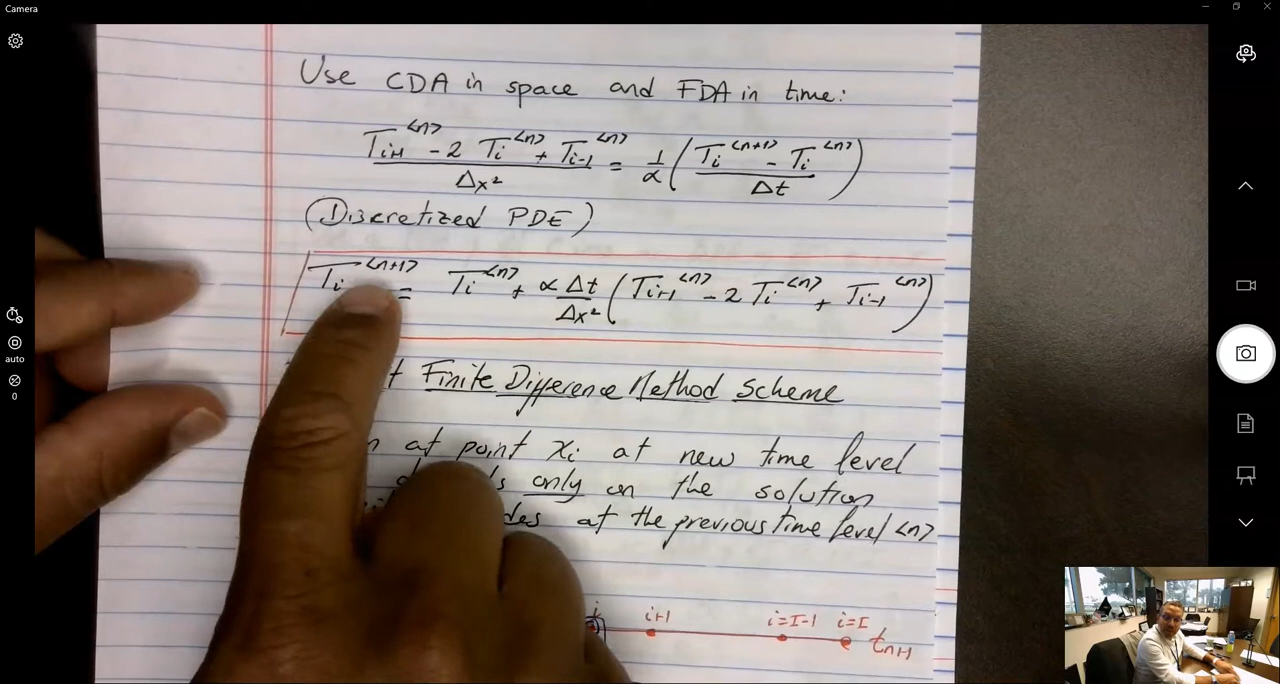 Camera
Use CDA in space and FDA in time:
(T_{i+1}^{<n>} - 2 T_i^{<n>} + T_{i-1}^{<n>}) / Δx² = 1/α ((T_i^{<n+1>} - T_i^{<n>}) / Δt)
(Discretized PDE)
T_i^{<n+1>} = T_i^{<n>} + αΔt/Δx² (T_{i+1}^{<n>} - 2 T_i^{<n>} + T_{i-1}^{<n>})
Finite Difference Method Scheme
at point x_i at new time level
only on the solution
at the previous time level <n>
i i+1 i=I-1 i=I t_{n+1}
auto
0